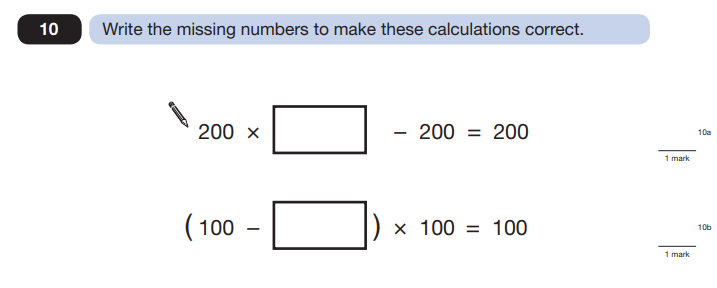 10 Write the missing numbers to make these calculations correct.
200 × − 200 = 200
10a
1 mark
(100 − ) × 100 = 100
10b
1 mark